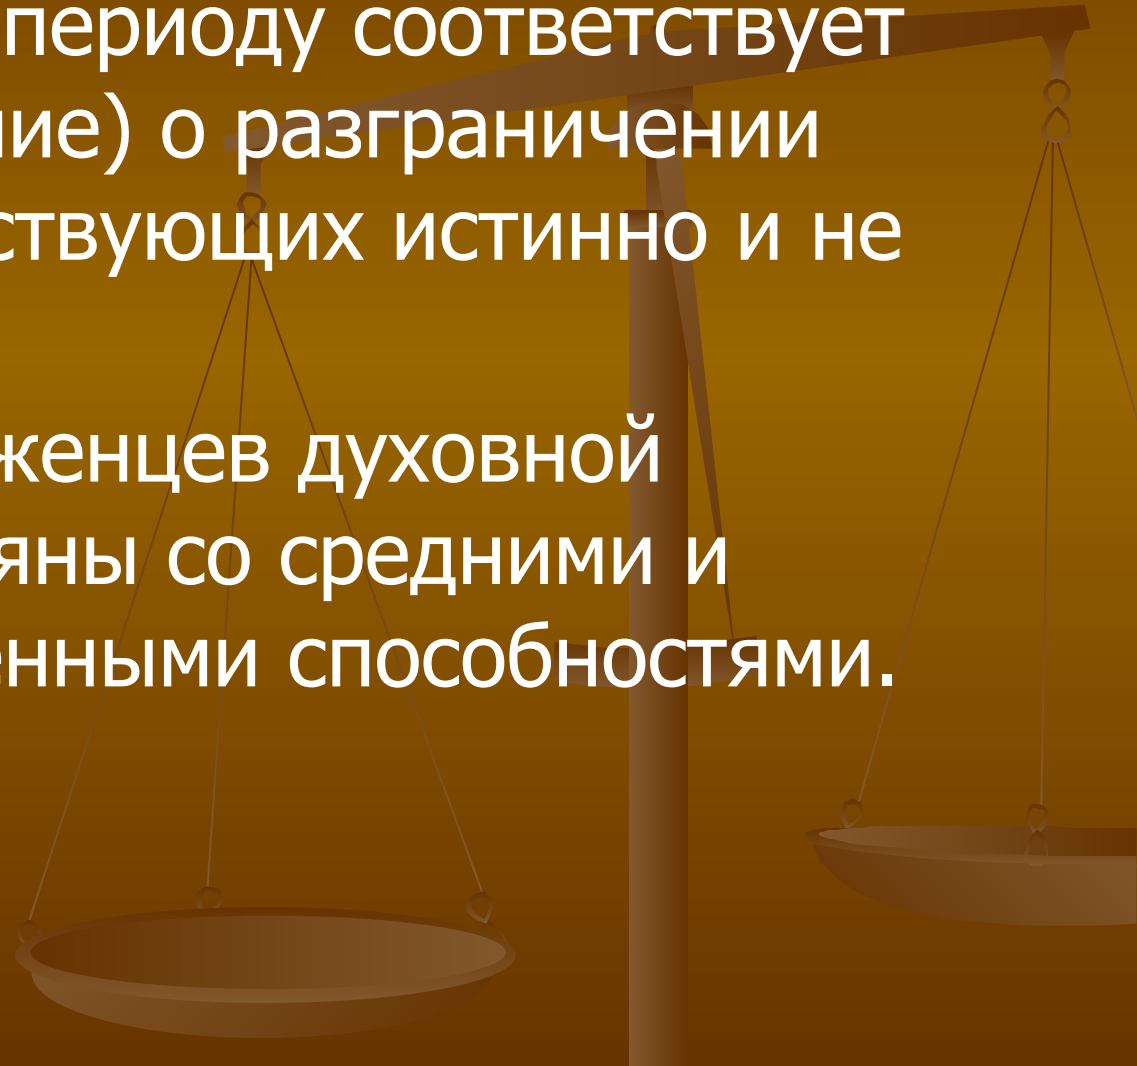 периоду соответствует
ние) о разграничении
ствующих истинно и не
женцев духовной
яны со средними и
енными способностями.